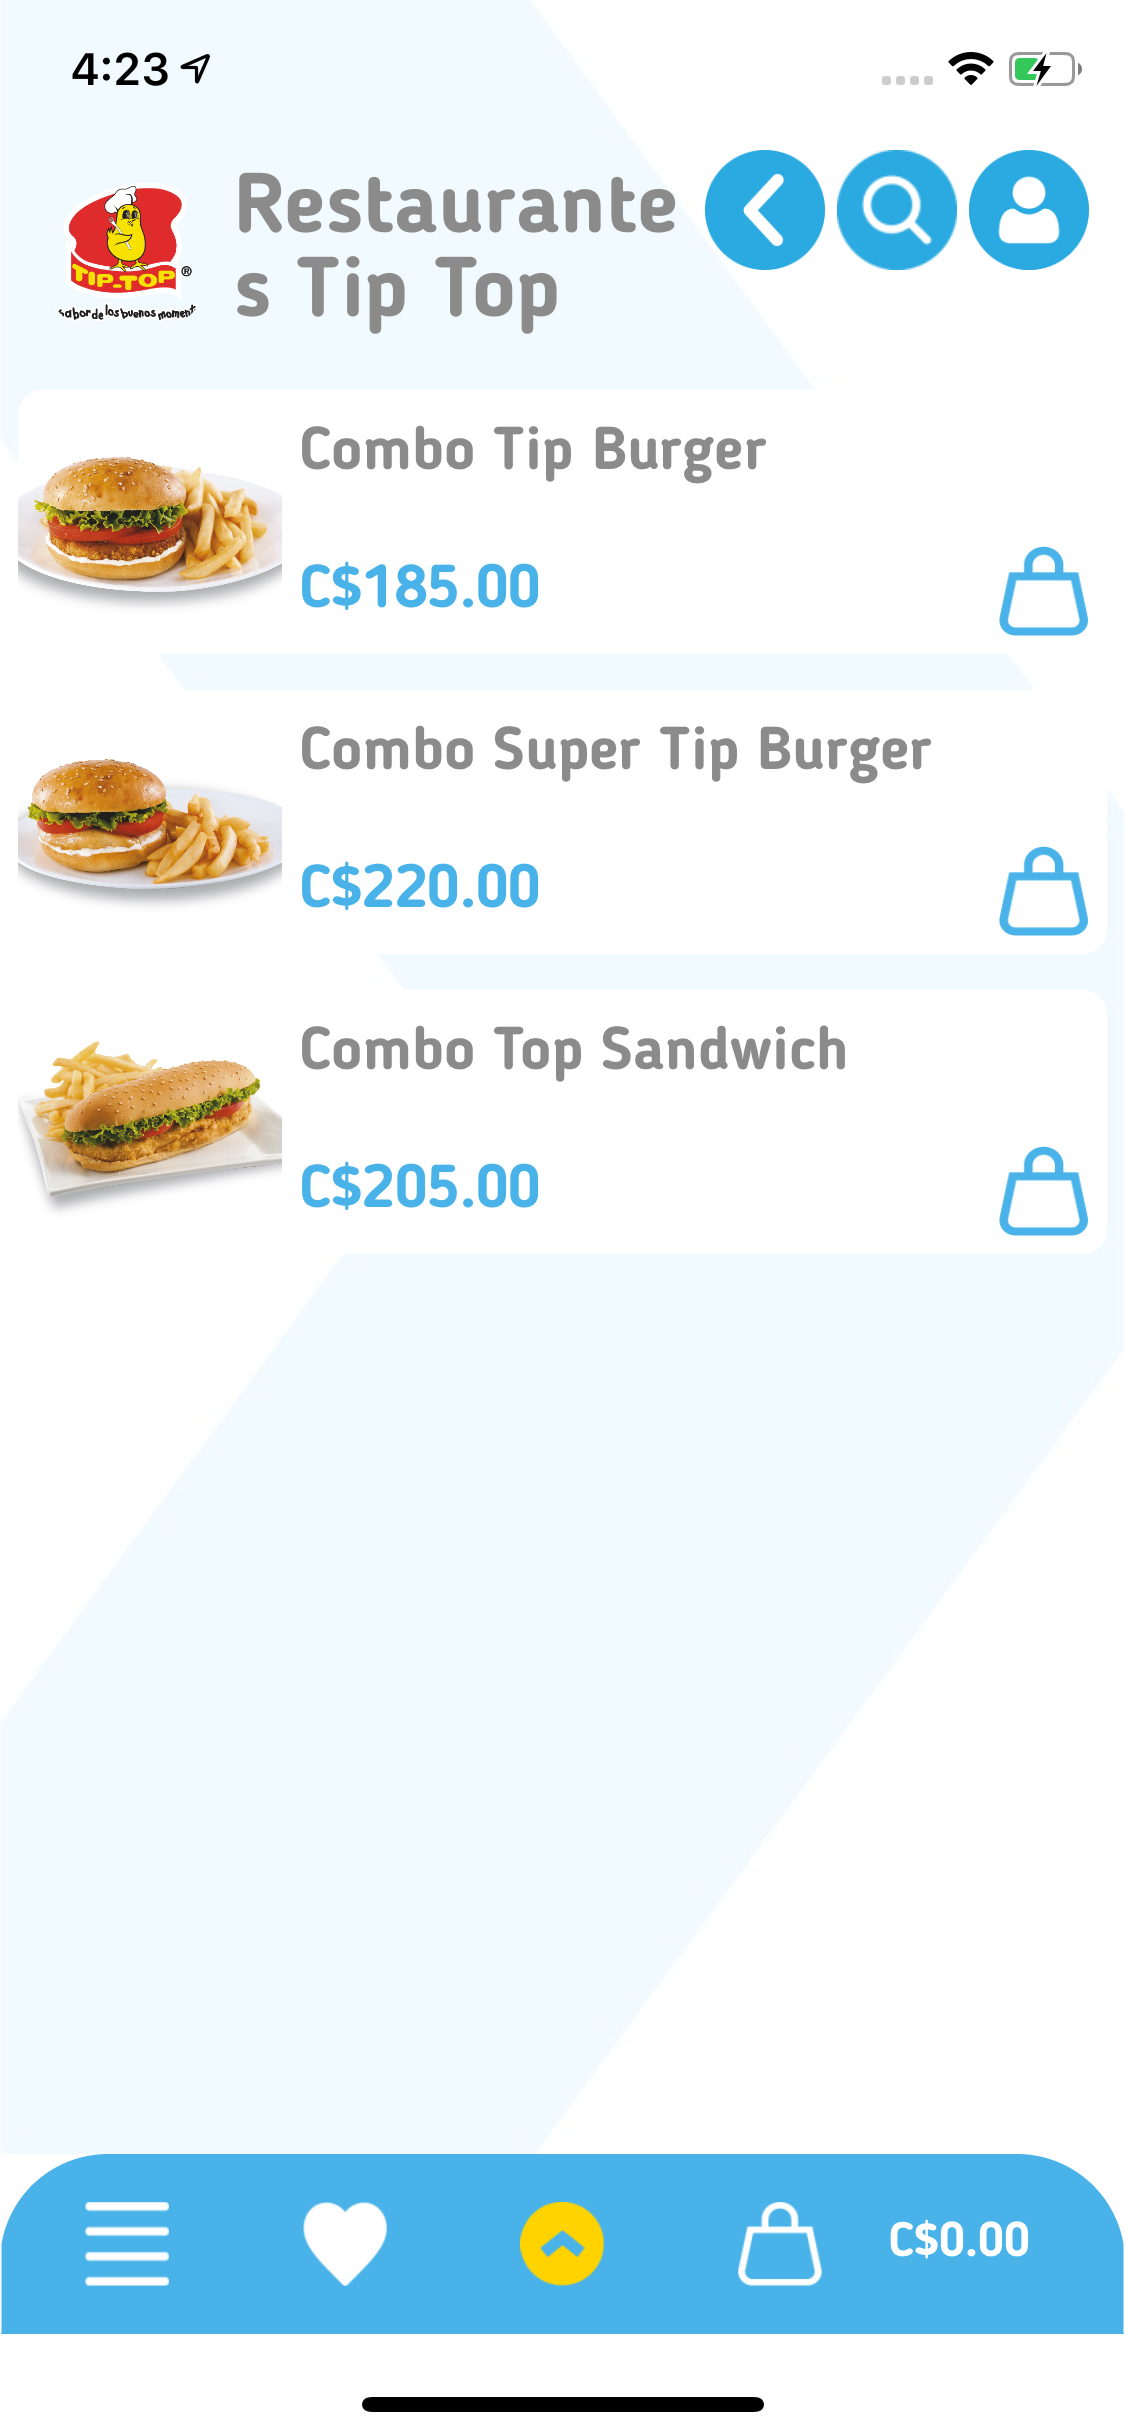 4:23
Restaurante
s Tip Top
TIP-TOP ®
sabor de los buenos moment
Combo Tip Burger
C$185.00
Combo Super Tip Burger
C$220.00
Combo Top Sandwich
C$205.00
C$0.00